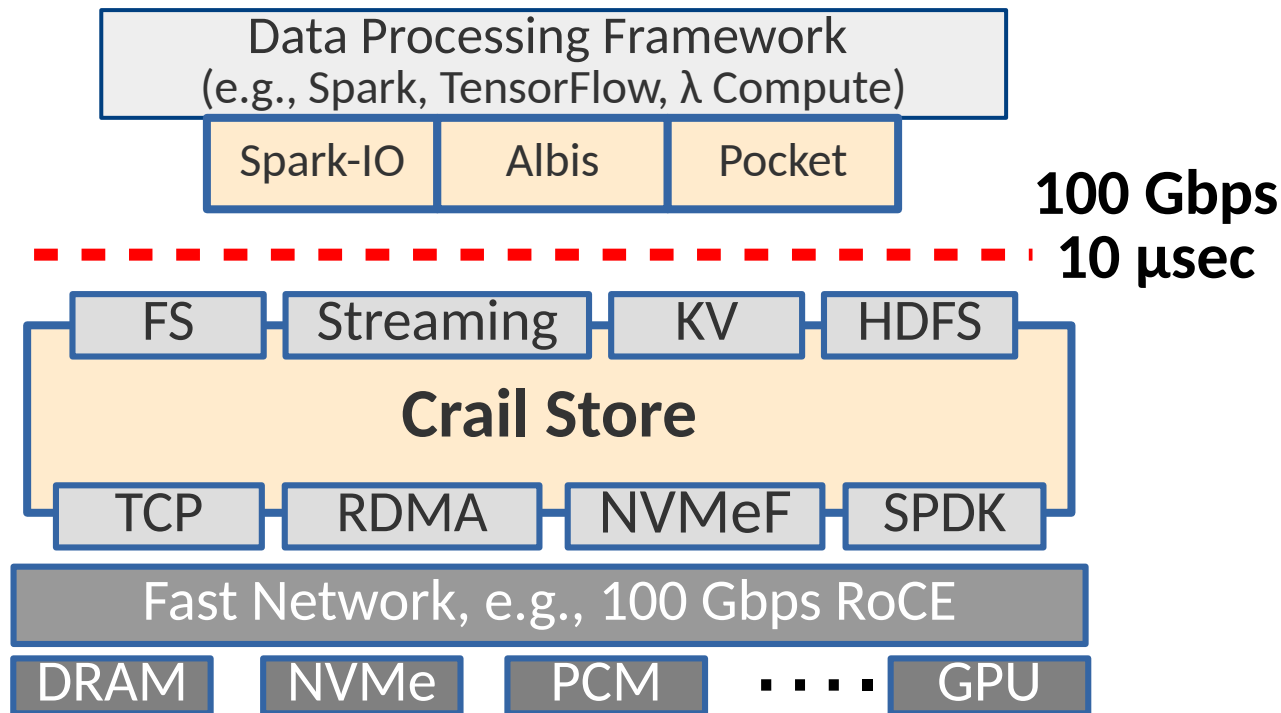 Data Processing Framework
(e.g., Spark, TensorFlow, λ Compute)
Spark-IO Albis Pocket
100 Gbps
10 μsec
FS Streaming KV HDFS
Crail Store
TCP RDMA NVMeF SPDK
Fast Network, e.g., 100 Gbps RoCE
DRAM NVMe PCM .... GPU